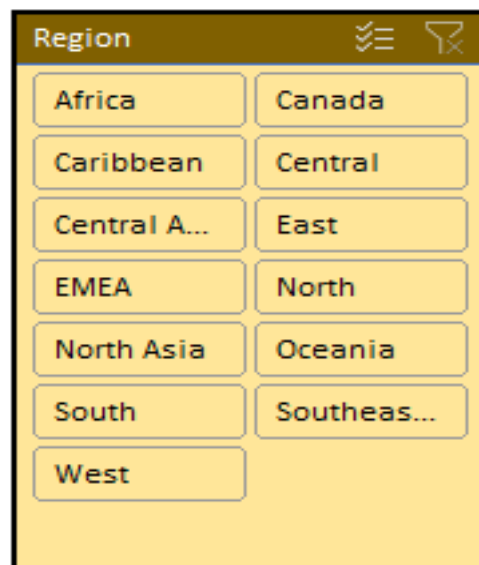 Region
Africa Canada
Caribbean Central
Central A... East
EMEA North
North Asia Oceania
South Southeas...
West